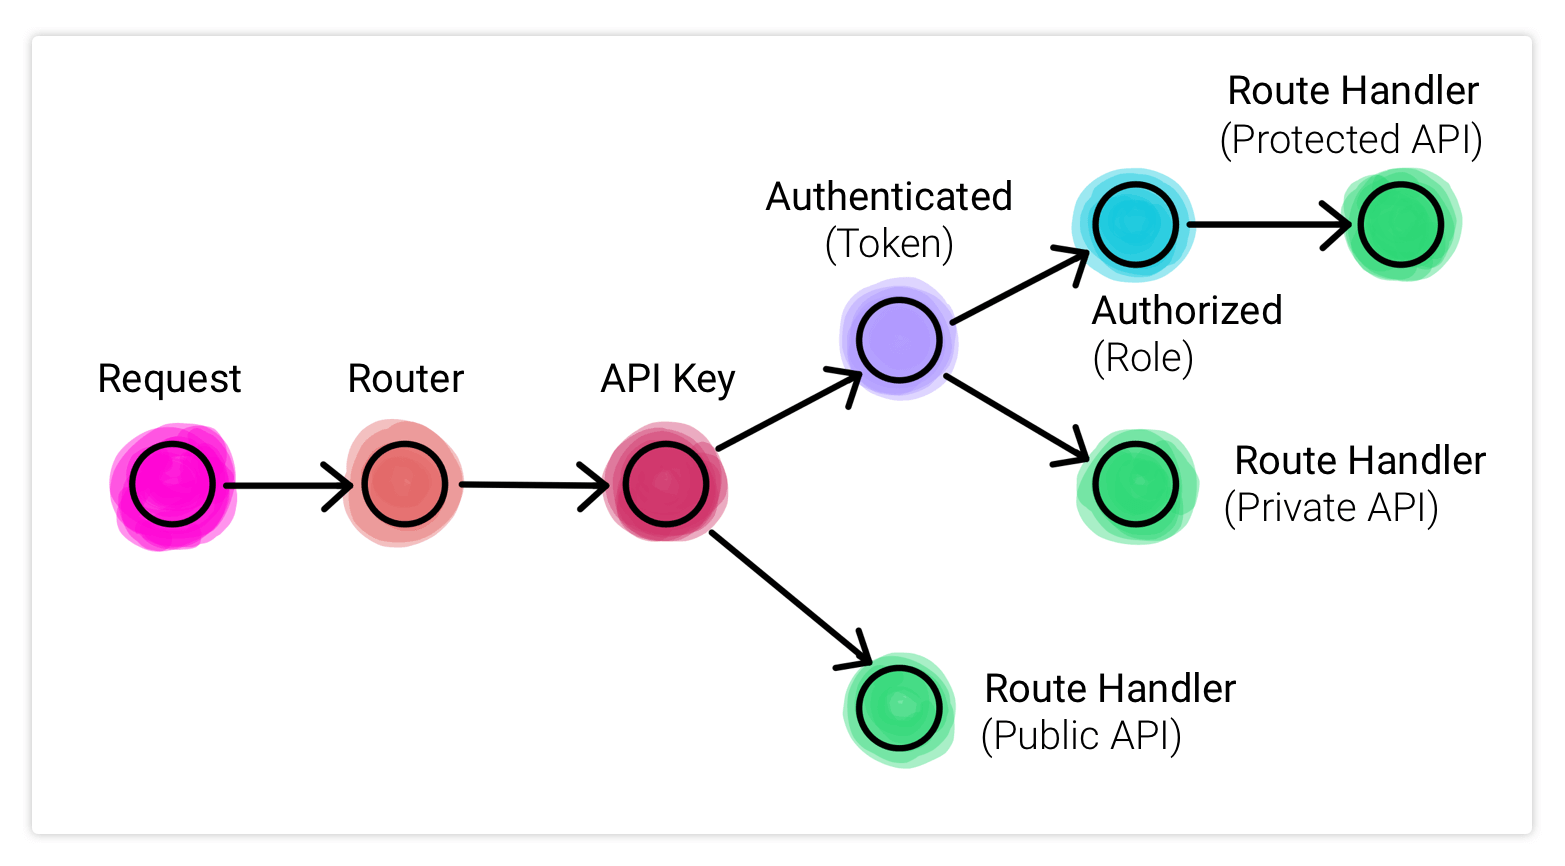 Route Handler
(Protected API)
Authenticated
(Token)
Authorized
(Role)
Request
Router
API Key
Route Handler
(Private API)
Route Handler
(Public API)